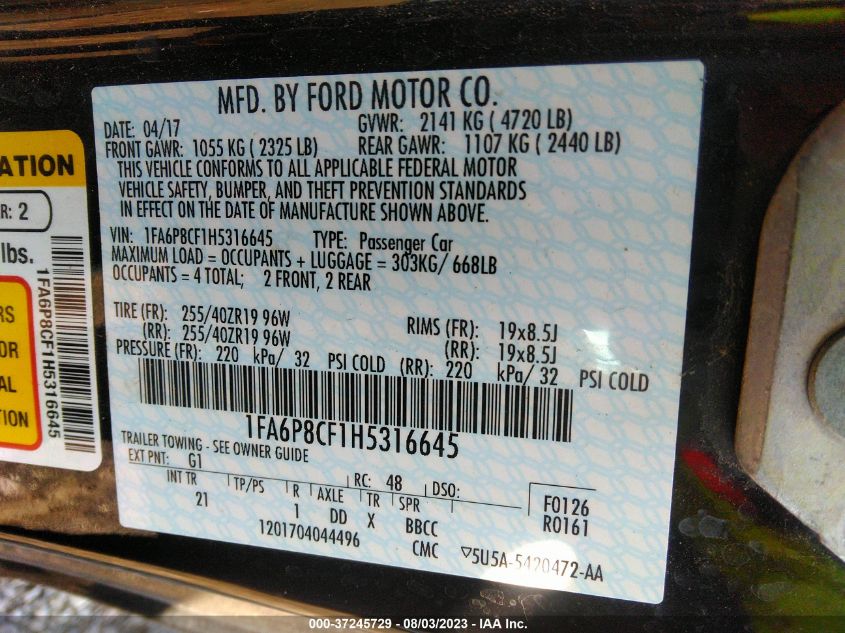 MFD. BY FORD MOTOR CO.
DATE: 04/17 GVWR: 2141 KG ( 4720 LB)
FRONT GAWR: 1055 KG ( 2325 LB) REAR GAWR: 1107 KG ( 2440 LB)
THIS VEHICLE CONFORMS TO ALL APPLICABLE FEDERAL MOTOR
VEHICLE SAFETY, BUMPER, AND THEFT PREVENTION STANDARDS
IN EFFECT ON THE DATE OF MANUFACTURE SHOWN ABOVE.
VIN: 1FA6P8CF1H5316645 TYPE: Passenger Car
MAXIMUM LOAD = OCCUPANTS + LUGGAGE = 303KG/ 668LB
OCCUPANTS = 4 TOTAL; 2 FRONT, 2 REAR
TIRE (FR): 255/40ZR19 96W RIMS (FR): 19x8.5J
(RR): 255/40ZR19 96W (RR): 19x8.5J
PRESSURE (FR): 220 kPa/ 32 PSI COLD (RR): 220 kPa/ 32 PSI COLD
1FA6P8CF1H5316645
TRAILER TOWING - SEE OWNER GUIDE
EXT PNT: G1 RC: 48 DSO:
INT TR TP/PS R AXLE TR SPR F0126
21 1 DD X BBCC R0161
1201704044496 CMC ▽5U5A-5420472-AA
ATION
R: 2
lbs.
1FA6P8CF1H5316645
RS
OR
AL
TION
000-37245729 - 08/03/2023 - IAA Inc.